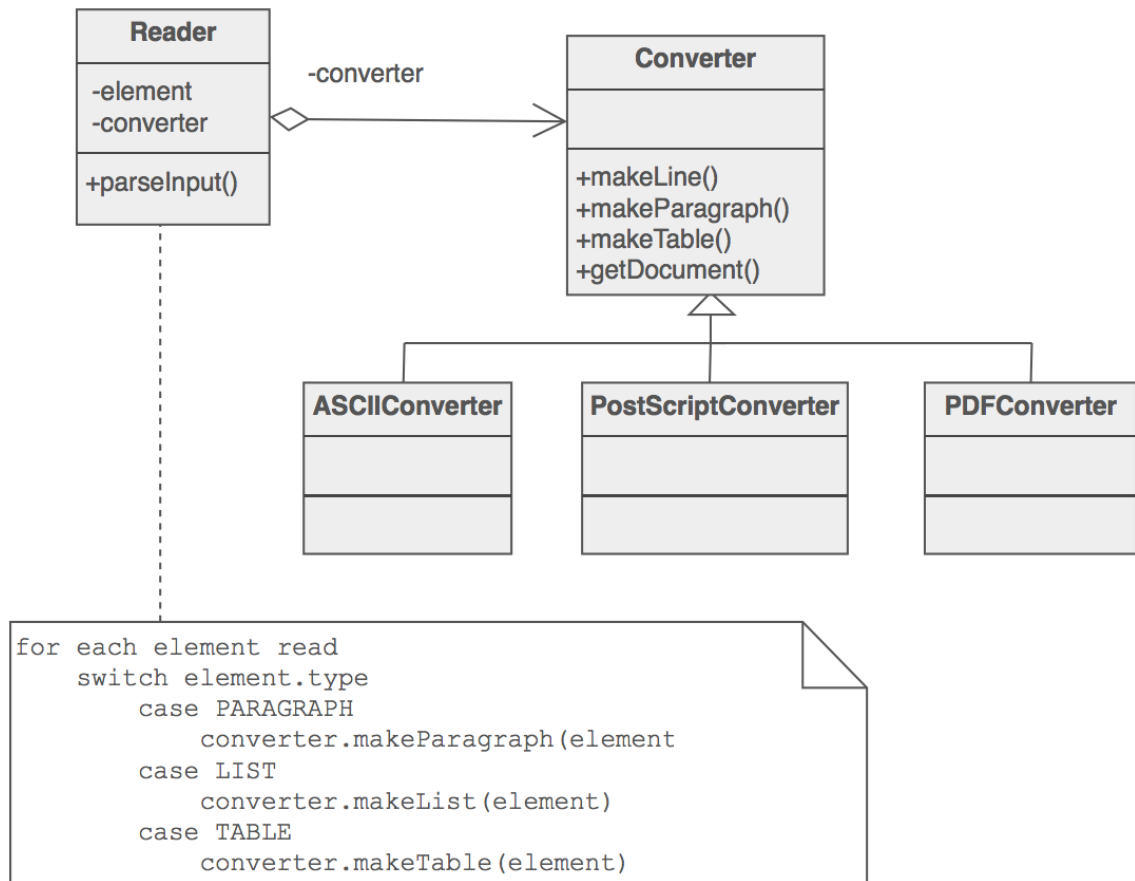 Reader
-element
-converter
+parseInput()
-converter
Converter
+makeLine()
+makeParagraph()
+makeTable()
+getDocument()
ASCIIConverter
PostScriptConverter
PDFConverter
for each element read
    switch element.type
        case PARAGRAPH
            converter.makeParagraph(element
        case LIST
            converter.makeList(element)
        case TABLE
            converter.makeTable(element)